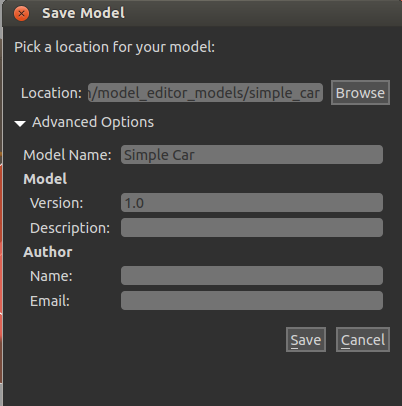 Save Model
Pick a location for your model:
Location: /model_editor_models/simple_car Browse
Advanced Options
Model Name: Simple Car
Model
Version: 1.0
Description:
Author
Name:
Email:
Save Cancel